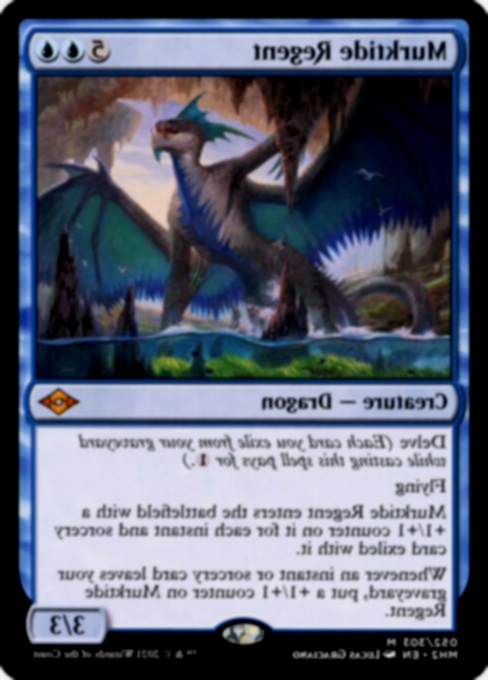 Murktide Regent 5
Creature — Dragon
Delve (Each card you exile from your graveyard
while casting this spell pays for 1.)
Flying
Murktide Regent enters the battlefield with a
+1/+1 counter on it for each instant and sorcery
card exiled with it.
Whenever an instant or sorcery card leaves your
graveyard, put a +1/+1 counter on Murktide
Regent.
3/3
052/303 M
MH2 • EN LUCAS GRACIANO
™ & © 2021 Wizards of the Coast